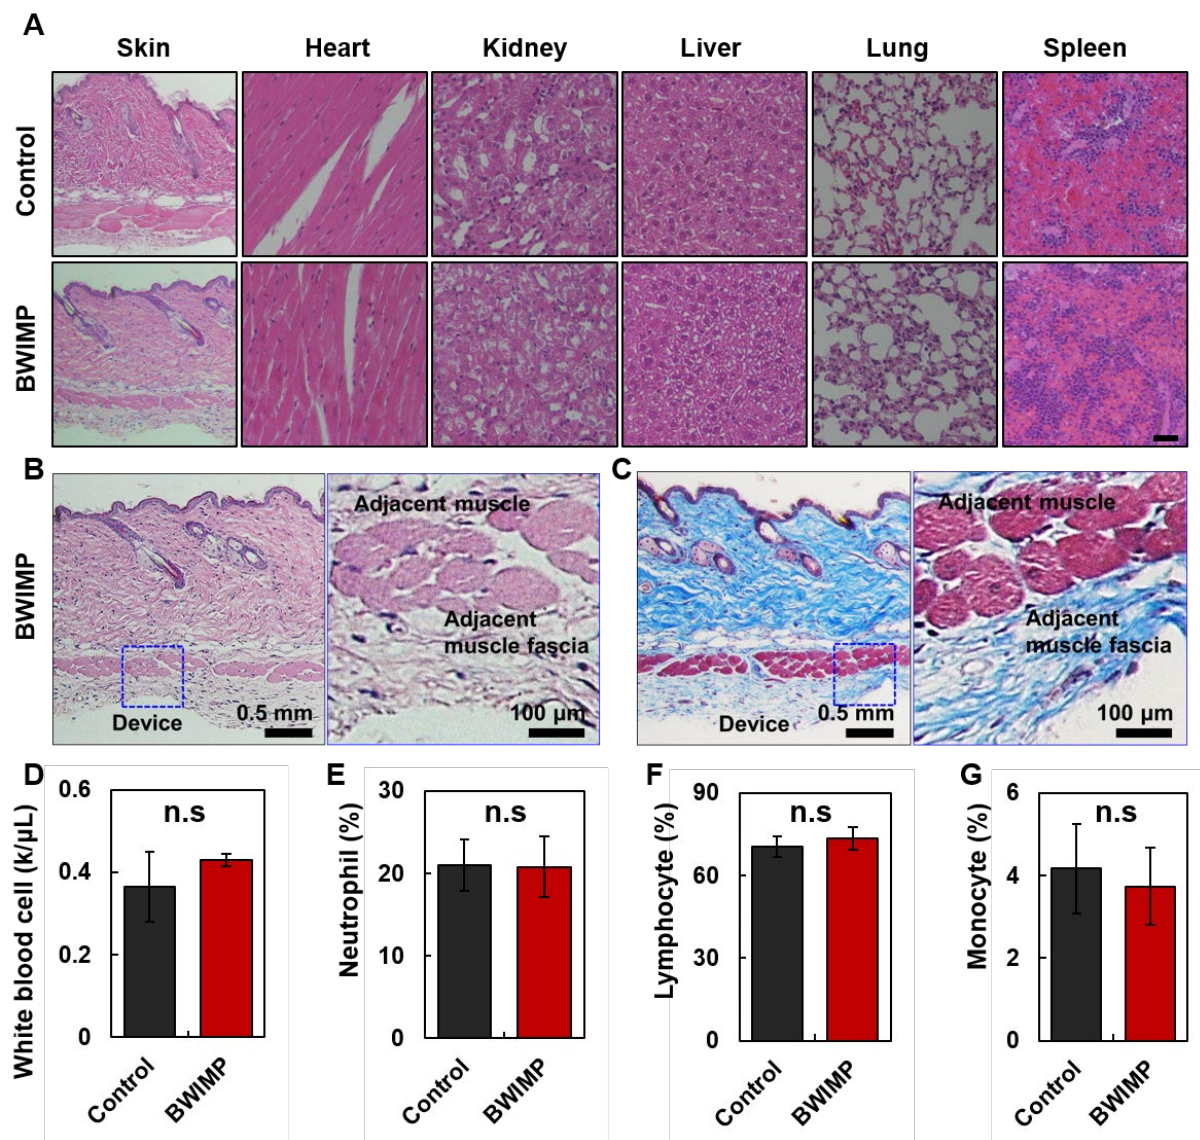 A
Skin Heart Kidney Liver Lung Spleen
Control
BWIMP
B
C
BWIMP
Adjacent muscle
Adjacent
muscle fascia
Device
0.5 mm
100 µm
Adjacent muscle
Adjacent
muscle fascia
Device
0.5 mm
100 µm
D
White blood cell (k/µL)
0.6
0.4
0.2
0
n.s
Control
BWIMP
E
Neutrophil (%)
30
20
10
0
n.s
Control
BWIMP
F
Lymphocyte (%)
90
60
30
0
n.s
Control
BWIMP
G
Monocyte (%)
6
4
2
0
n.s
Control
BWIMP